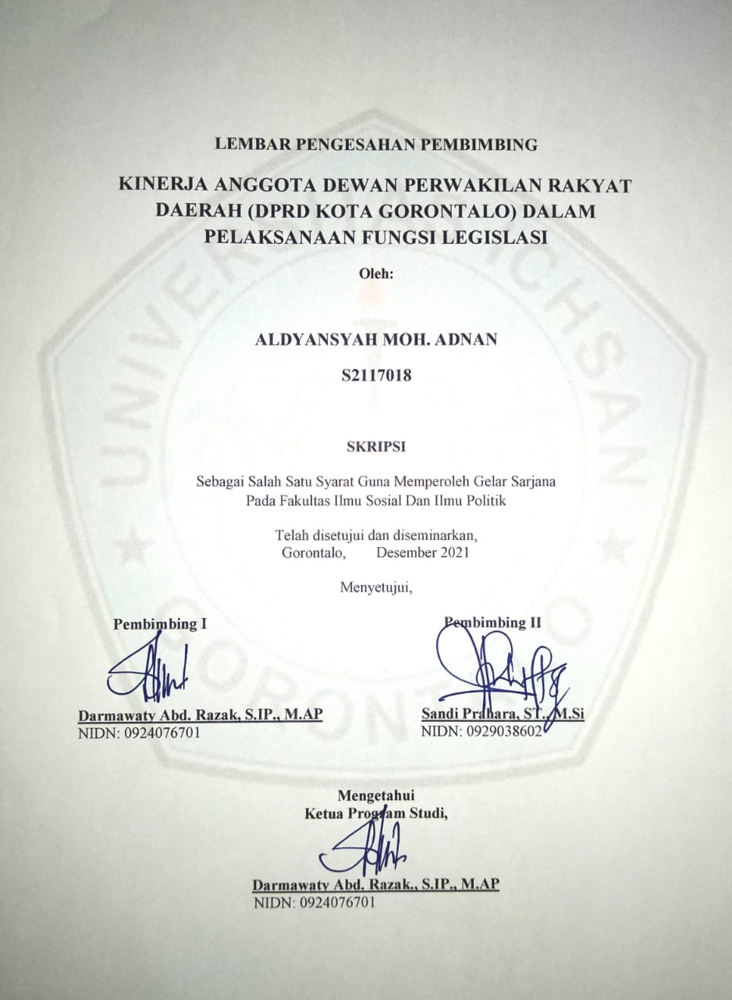 LEMBAR PENGESAHAN PEMBIMBING
KINERJA ANGGOTA DEWAN PERWAKILAN RAKYAT
DAERAH (DPRD KOTA GORONTALO) DALAM
PELAKSANAAN FUNGSI LEGISLASI
Oleh:
ALDYANSYAH MOH. ADNAN
S2117018
SKRIPSI
Sebagai Salah Satu Syarat Guna Memperoleh Gelar Sarjana
Pada Fakultas Ilmu Sosial Dan Ilmu Politik
Telah disetujui dan diseminarkan,
Gorontalo, Desember 2021
Menyetujui,
Pembimbing I
Pembimbing II
Darmawaty Abd. Razak, S.IP., M.AP
NIDN: 0924076701
Sandi Prahara, ST., M.Si
NIDN: 0929038602
Mengetahui
Ketua Program Studi,
Darmawaty Abd. Razak., S.IP., M.AP
NIDN: 0924076701